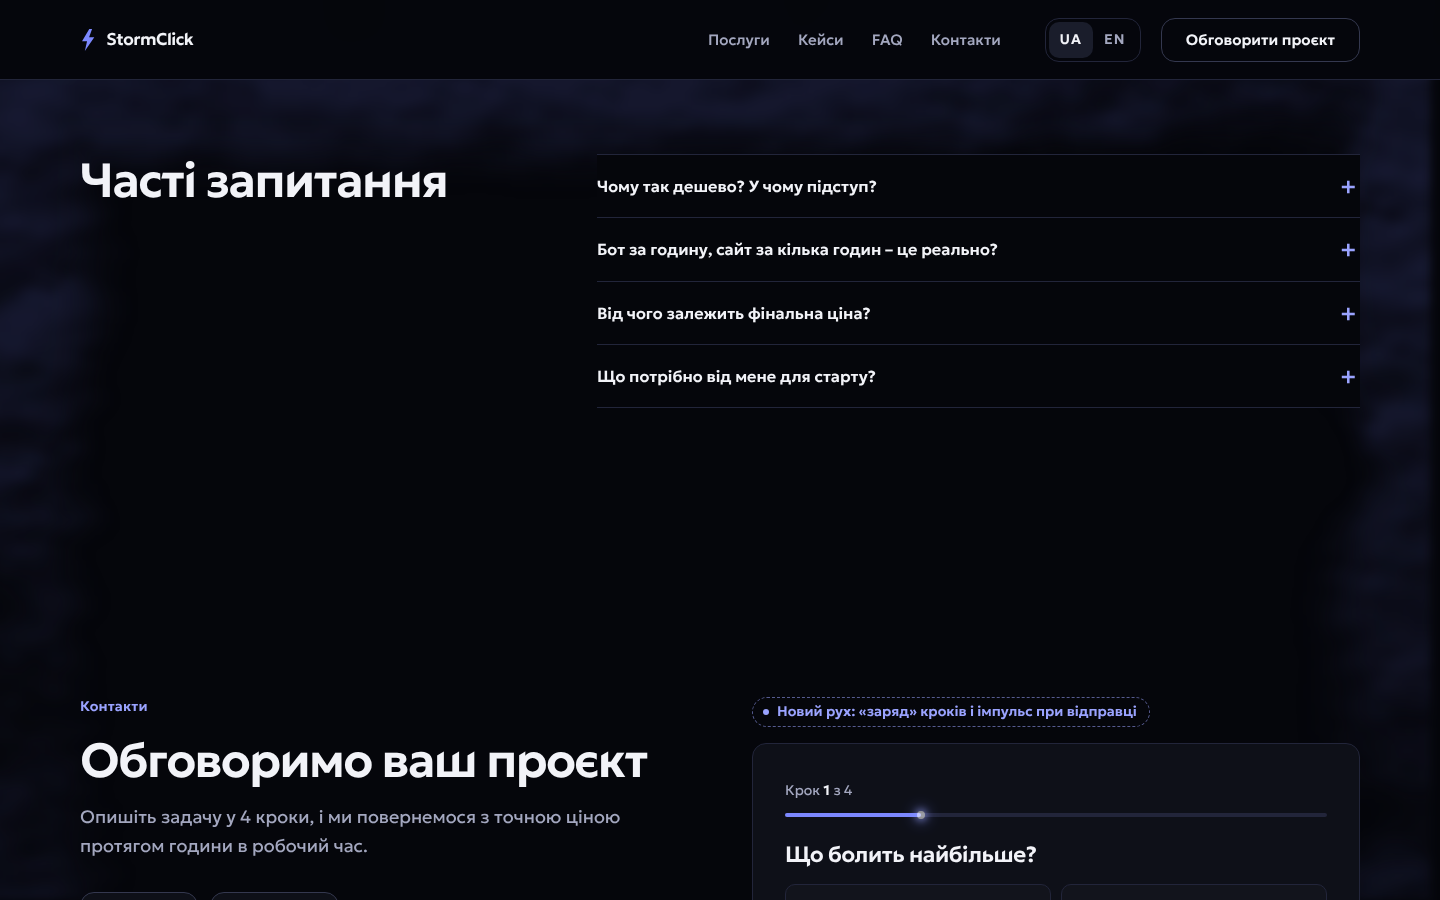 StormClick
Послуги
Кейси
FAQ
Контакти
UA
EN
Обговорити проєкт
Часті запитання
Чому так дешево? У чому підступ?
Бот за годину, сайт за кілька годин – це реально?
Від чого залежить фінальна ціна?
Що потрібно від мене для старту?
Контакти
Обговоримо ваш проєкт
Опишіть задачу у 4 кроки, і ми повернемося з точною ціною
протягом години в робочий час.
Новий рух: «заряд» кроків і імпульс при відправці
Крок 1 з 4
Що болить найбільше?